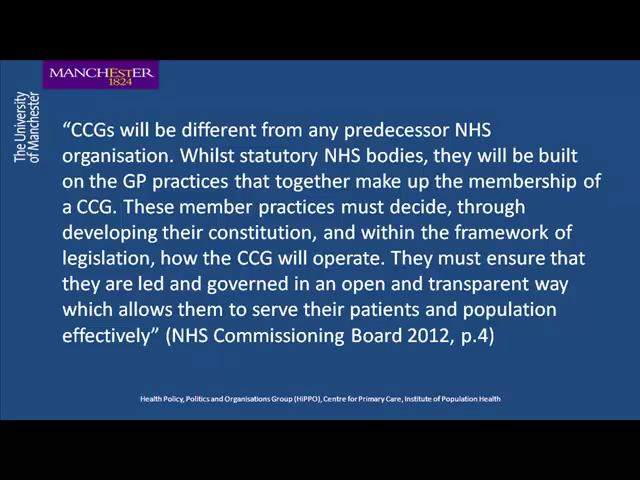 MANCHESTER
1824
The University
of Manchester
“CCGs will be different from any predecessor NHS
organisation. Whilst statutory NHS bodies, they will be built
on the GP practices that together make up the membership of
a CCG. These member practices must decide, through
developing their constitution, and within the framework of
legislation, how the CCG will operate. They must ensure that
they are led and governed in an open and transparent way
which allows them to serve their patients and population
effectively” (NHS Commissioning Board 2012, p.4)
Health Policy, Politics and Organisations Group (HiPPO), Centre for Primary Care, Institute of Population Health